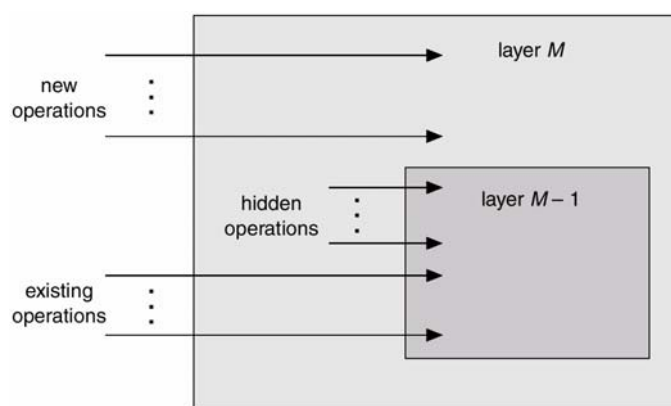 layer M
new
operations
hidden
operations
layer M – 1
existing
operations